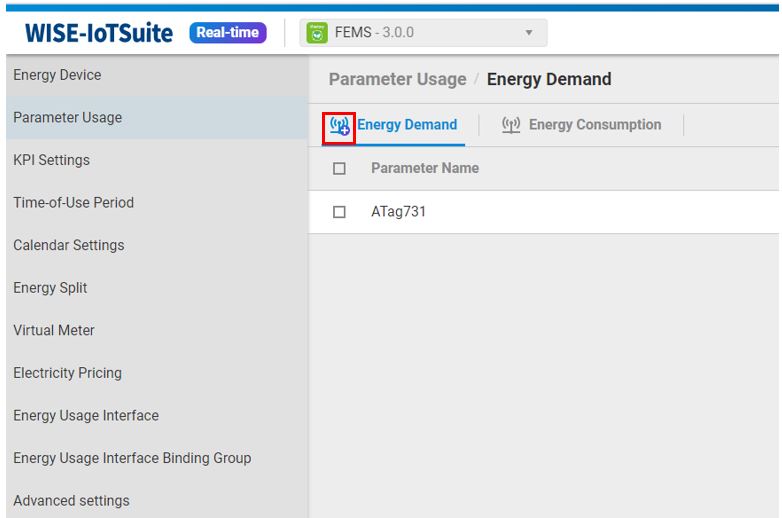 WISE-IoTSuite Real-time FEMS - 3.0.0
Energy Device
Parameter Usage
KPI Settings
Time-of-Use Period
Calendar Settings
Energy Split
Virtual Meter
Electricity Pricing
Energy Usage Interface
Energy Usage Interface Binding Group
Advanced settings
Parameter Usage / Energy Demand
Energy Demand Energy Consumption
Parameter Name
ATag731